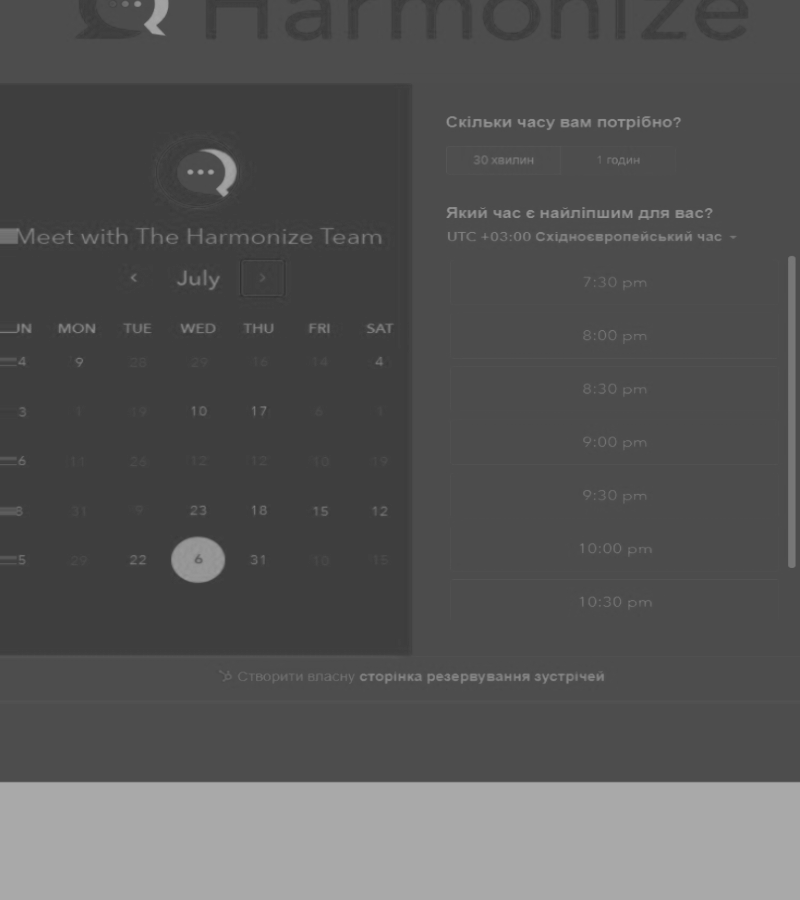 Harmonize
Meet with The Harmonize Team
July
UN MON TUE WED THU FRI SAT
4 9 28 29 16 14 4
3 1 19 10 17 6 1
6 11 26 12 12 10 19
8 31 9 23 18 15 12
5 29 22 6 31 10 15
Скільки часу вам потрібно?
30 хвилин 1 годин
Який час є найліпшим для вас?
UTC +03:00 Східноєвропейський час
7:30 pm
8:00 pm
8:30 pm
9:00 pm
9:30 pm
10:00 pm
10:30 pm
Створити власну сторінка резервування зустрічей